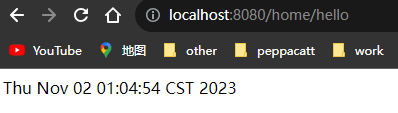 localhost:8080/home/hello
YouTube 地图 other peppacatt work
Thu Nov 02 01:04:54 CST 2023